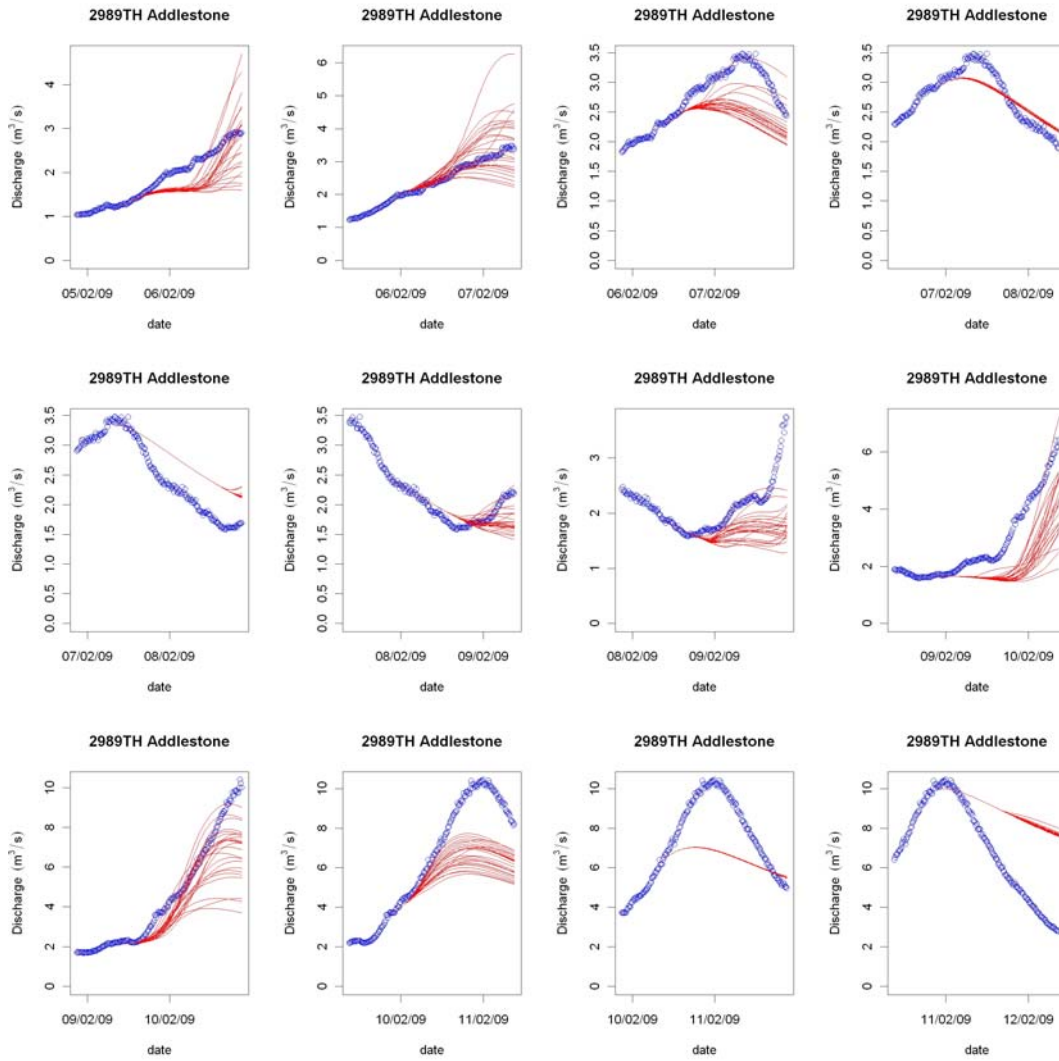 2989TH Addlestone
Discharge (m³/s)
0
1
2
3
4
05/02/09 06/02/09
date
2989TH Addlestone
Discharge (m³/s)
0
1
2
3
4
5
6
06/02/09 07/02/09
date
2989TH Addlestone
Discharge (m³/s)
0.0
0.5
1.0
1.5
2.0
2.5
3.0
3.5
06/02/09 07/02/09
date
2989TH Addlestone
Discharge (m³/s)
0.0
0.5
1.0
1.5
2.0
2.5
3.0
3.5
07/02/09 08/02/09
date
2989TH Addlestone
Discharge (m³/s)
0.0
0.5
1.0
1.5
2.0
2.5
3.0
3.5
07/02/09 08/02/09
date
2989TH Addlestone
Discharge (m³/s)
0.0
0.5
1.0
1.5
2.0
2.5
3.0
3.5
08/02/09 09/02/09
date
2989TH Addlestone
Discharge (m³/s)
0
1
2
3
08/02/09 09/02/09
date
2989TH Addlestone
Discharge (m³/s)
0
2
4
6
09/02/09 10/02/09
date
2989TH Addlestone
Discharge (m³/s)
0
2
4
6
8
10
09/02/09 10/02/09
date
2989TH Addlestone
Discharge (m³/s)
0
2
4
6
8
10
10/02/09 11/02/09
date
2989TH Addlestone
Discharge (m³/s)
0
2
4
6
8
10
10/02/09 11/02/09
date
2989TH Addlestone
Discharge (m³/s)
0
2
4
6
8
10
11/02/09 12/02/09
date